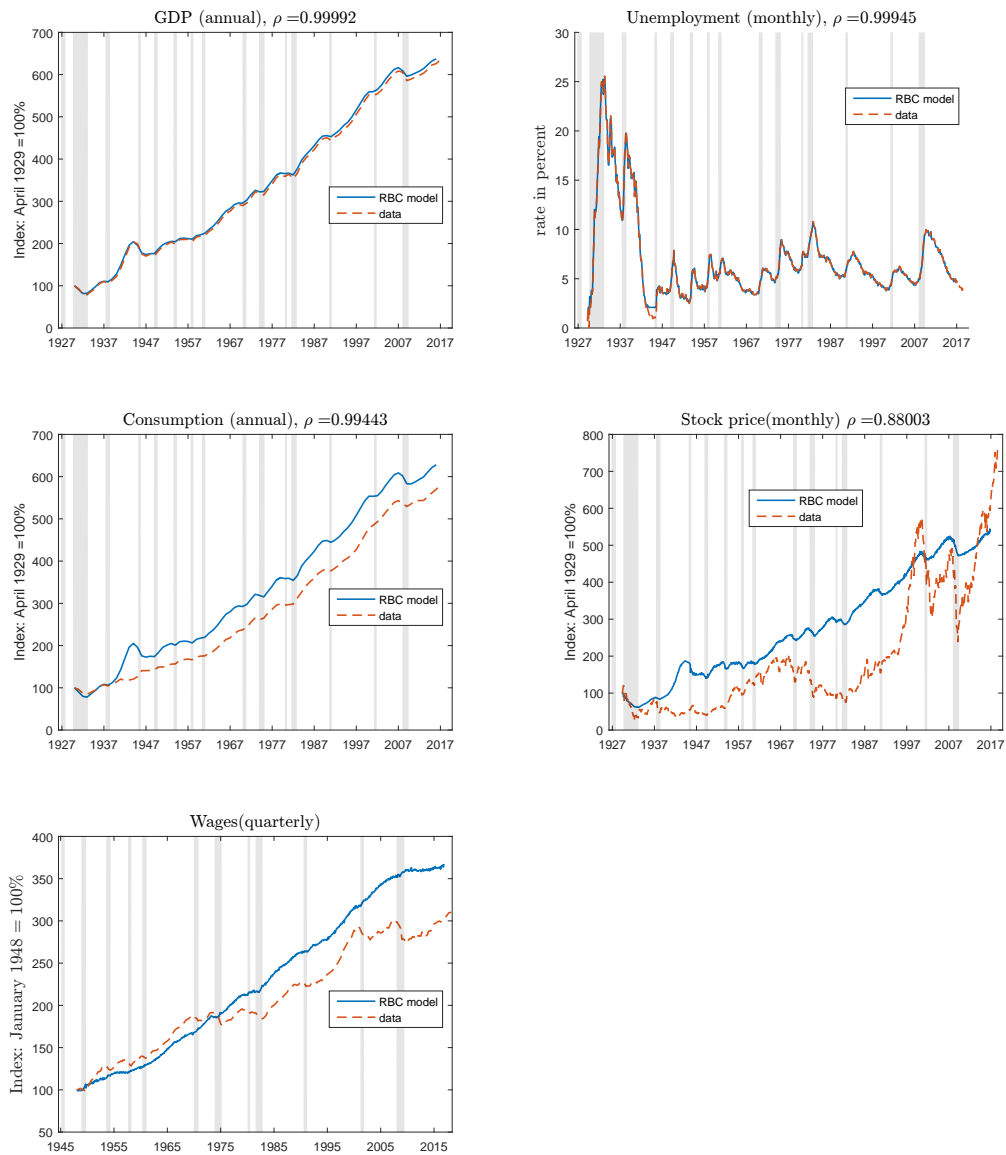 GDP (annual), ρ =0.99992
Index: April 1929 =100%
700
600
500
400
300
200
100
0
1927 1937 1947 1957 1967 1977 1987 1997 2007 2017
RBC model
data
Unemployment (monthly), ρ =0.99945
rate in percent
30
25
20
15
10
5
0
1927 1937 1947 1957 1967 1977 1987 1997 2007 2017
RBC model
data
Consumption (annual), ρ =0.99443
Index: April 1929 =100%
700
600
500
400
300
200
100
0
1927 1937 1947 1957 1967 1977 1987 1997 2007 2017
RBC model
data
Stock price(monthly) ρ =0.88003
Index: April 1929 =100%
800
700
600
500
400
300
200
100
0
1927 1937 1947 1957 1967 1977 1987 1997 2007 2017
RBC model
data
Wages(quarterly)
Index: January 1948 = 100%
400
350
300
250
200
150
100
50
1945 1955 1965 1975 1985 1995 2005 2015
RBC model
data